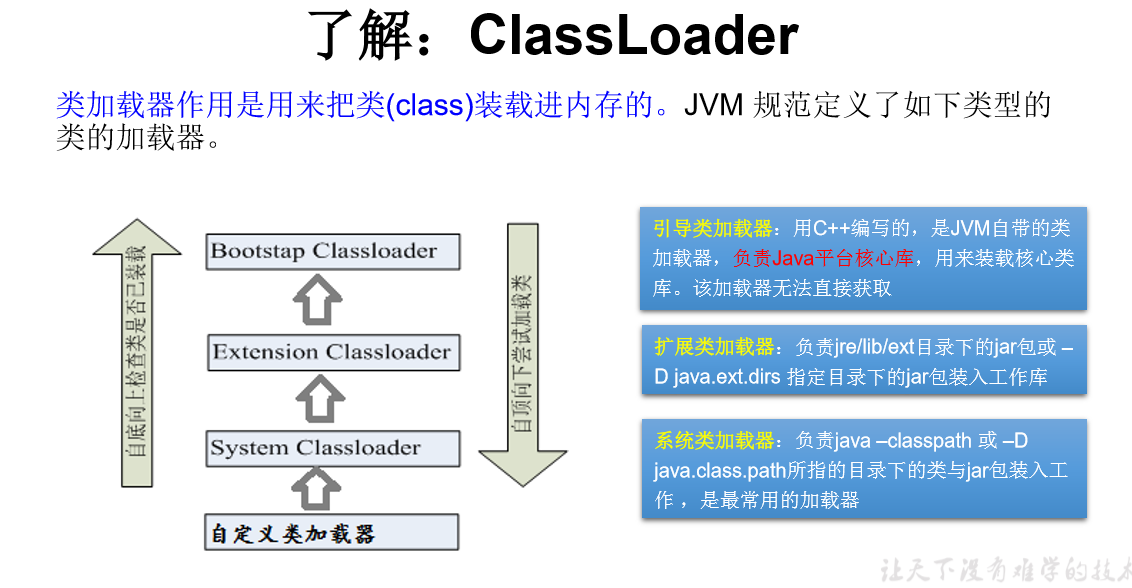 了解：ClassLoader
类加载器作用是用来把类(class)装载进内存的。JVM 规范定义了如下类型的
类的加载器。
自底向上检查类是否已装载
Bootstap Classloader
Extension Classloader
System Classloader
自定义类加载器
自顶向下尝试加载类
引导类加载器：用C++编写的，是JVM自带的类
加载器，负责Java平台核心库，用来装载核心类
库。该加载器无法直接获取
扩展类加载器：负责jre/lib/ext目录下的jar包或 –
D java.ext.dirs 指定目录下的jar包装入工作库
系统类加载器：负责java –classpath 或 –D
java.class.path所指的目录下的类与jar包装入工
作 ，是最常用的加载器
让天下没有难学的技术